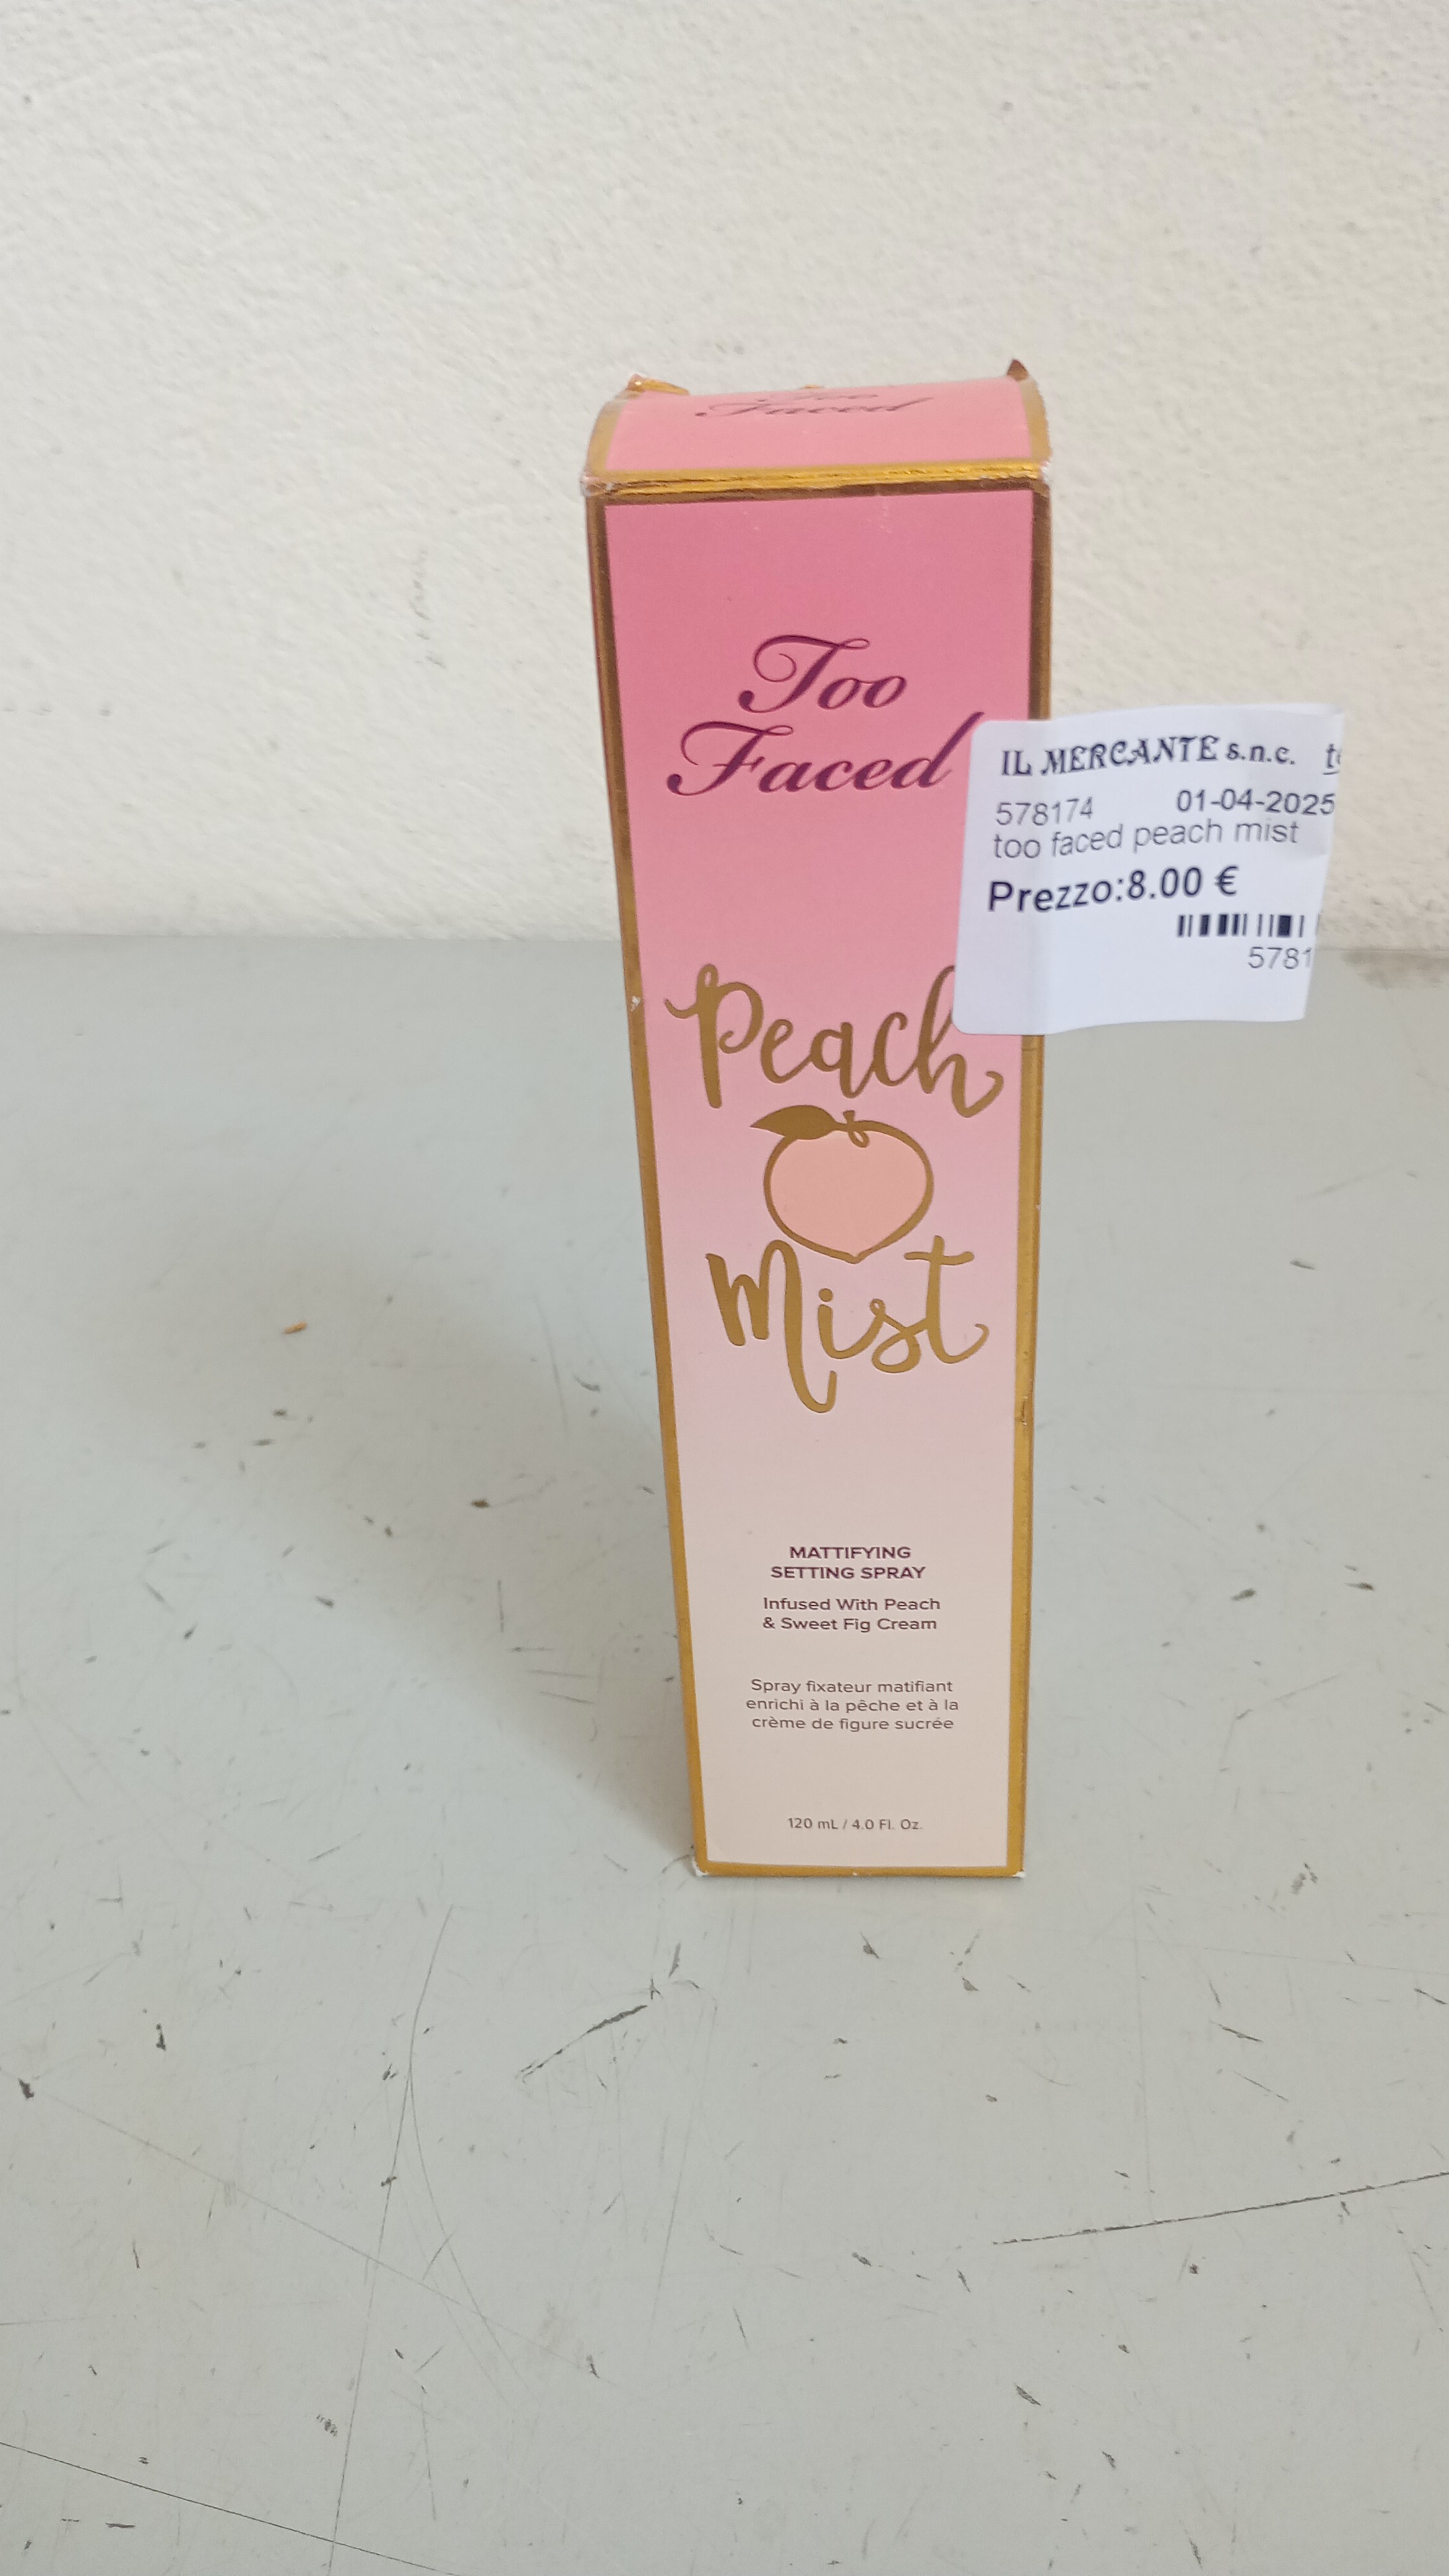 Too
Faced
Too
Faced
IL MERCANTE s.n.c.
578174 01-04-2025
too faced peach mist
Prezzo:8.00 €
5781
Peach
Mist
MATTIFYING
SETTING SPRAY
Infused With Peach
& Sweet Fig Cream
Spray fixateur matifiant
enrichi à la pêche et à la
crème de figure sucrée
120 mL / 4.0 Fl. Oz.